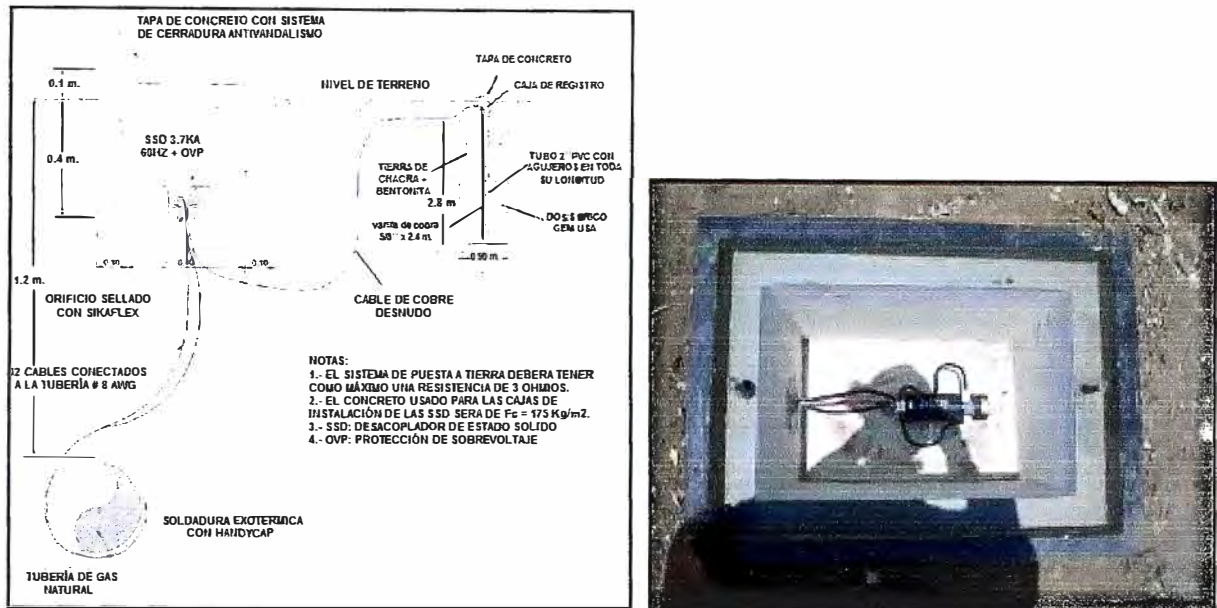 TAPA DE CONCRETO CON SISTEMA
DE CERRADURA ANTIVANDALISMO
TAPA DE CONCRETO
0.1 m.
NIVEL DE TERRENO
CAJA DE REGISTRO
SSD 3.7KA
60HZ + OVP
0.4 m.
TIERRA DE
CHACRA +
BENTONITA
TUBO 2" PVC CON
AGUJEROS EN TODA
SU LONGITUD
2.8 m
varilla de cobre
5/8" x 2.4 m.
GEM USA
0.90 m.
0.10
1.2 m.
ORIFICIO SELLADO
CON SIKAFLEX
CABLE DE COBRE
DESNUDO
CABLES CONECTADOS
A LA TUBERÍA # 8 AWG
NOTAS:
1.- EL SISTEMA DE PUESTA A TIERRA DEBERA TENER
COMO MÁXIMO UNA RESISTENCIA DE 3 OHMIOS.
2.- EL CONCRETO USADO PARA LAS CAJAS DE
INSTALACIÓN DE LAS SSD SERA DE Fc = 175 Kg/m2.
3.- SSD: DESACOPLADOR DE ESTADO SOLIDO
4.- OVP: PROTECCIÓN DE SOBREVOLTAJE
SOLDADURA EXOTERMICA
CON HANDYCAP
TUBERÍA DE GAS
NATURAL